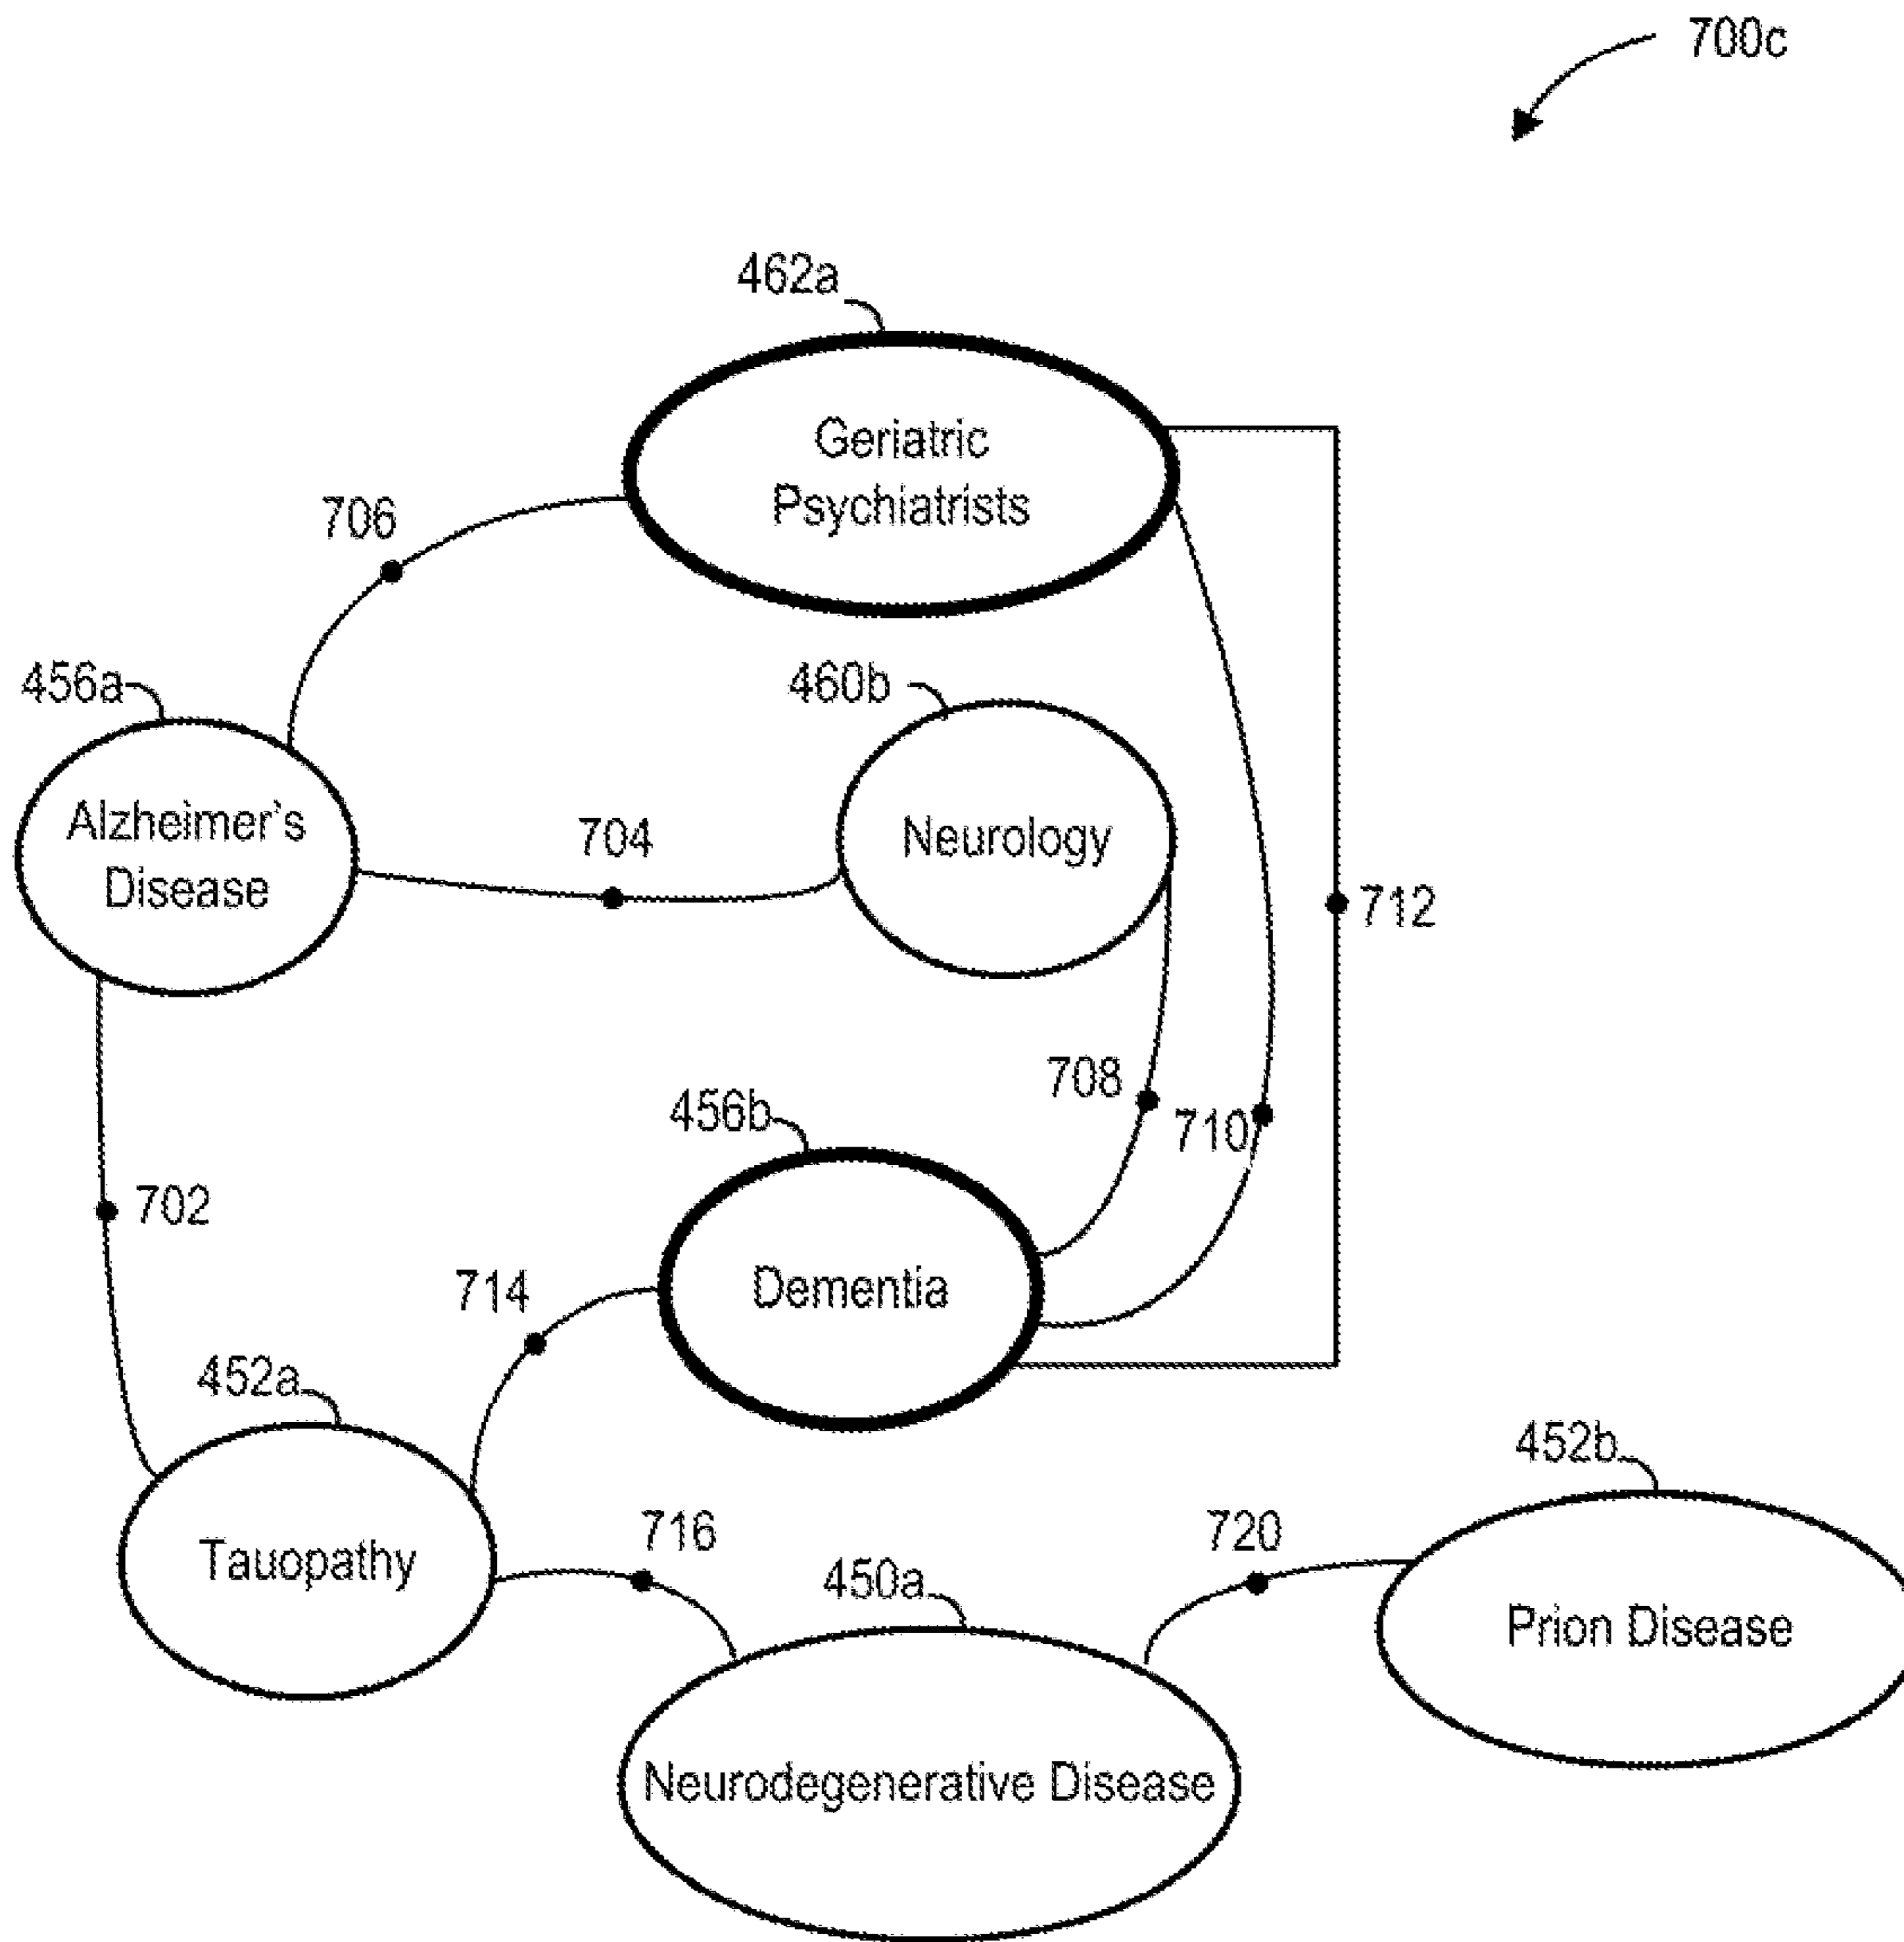 700c
462a
Geriatric
Psychiatrists
706
456a
460b
Alzheimer's
Disease
704
Neurology
712
708
710
456b
702
714
Dementia
452a
452b
Tauopathy
716
450a
720
Prion Disease
Neurodegenerative Disease